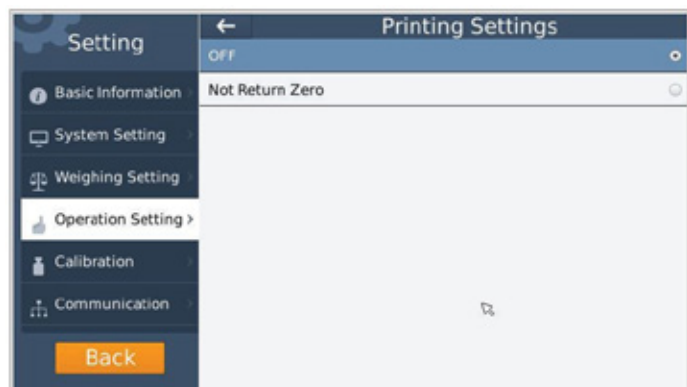 Setting
Basic Information
System Setting
Weighing Setting
Operation Setting
Calibration
Communication
Back
Printing Settings
OFF
Not Return Zero